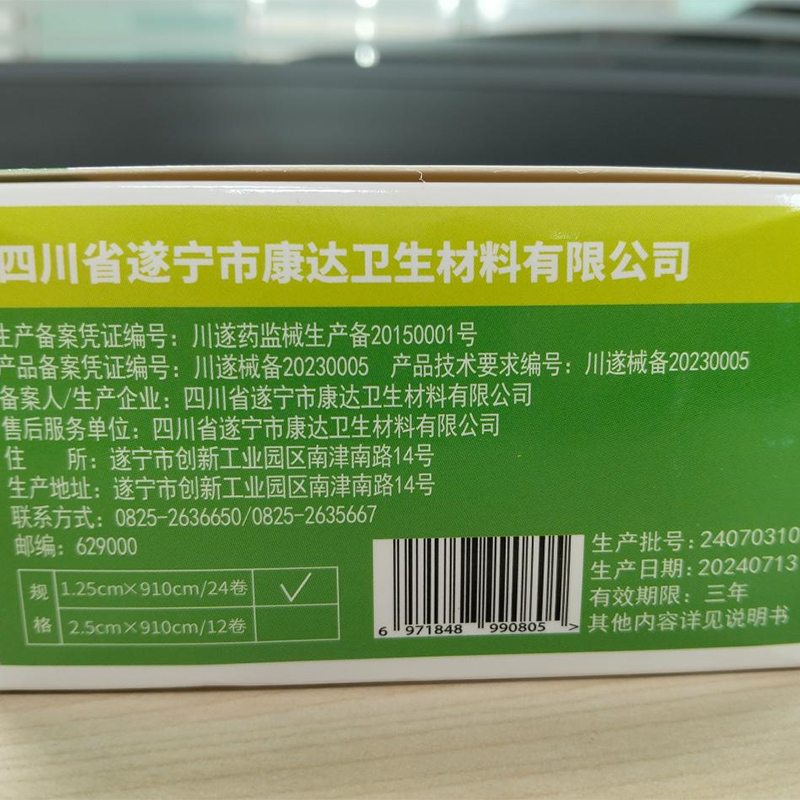 四川省遂宁市康达卫生材料有限公司
生产备案凭证编号：川遂药监械生产备20150001号
产品备案凭证编号：川遂械备20230005 产品技术要求编号：川遂械备20230005
备案人/生产企业：四川省遂宁市康达卫生材料有限公司
售后服务单位：四川省遂宁市康达卫生材料有限公司
住 所：遂宁市创新工业园区南津南路14号
生产地址：遂宁市创新工业园区南津南路14号
联系方式：0825-2636650/0825-2635667
邮编：629000
规格
1.25cm×910cm/24卷 ✓
2.5cm×910cm/12卷
6 971848 990805 >
生产批号：24070310
生产日期：20240713
有效期限：三年
其他内容详见说明书